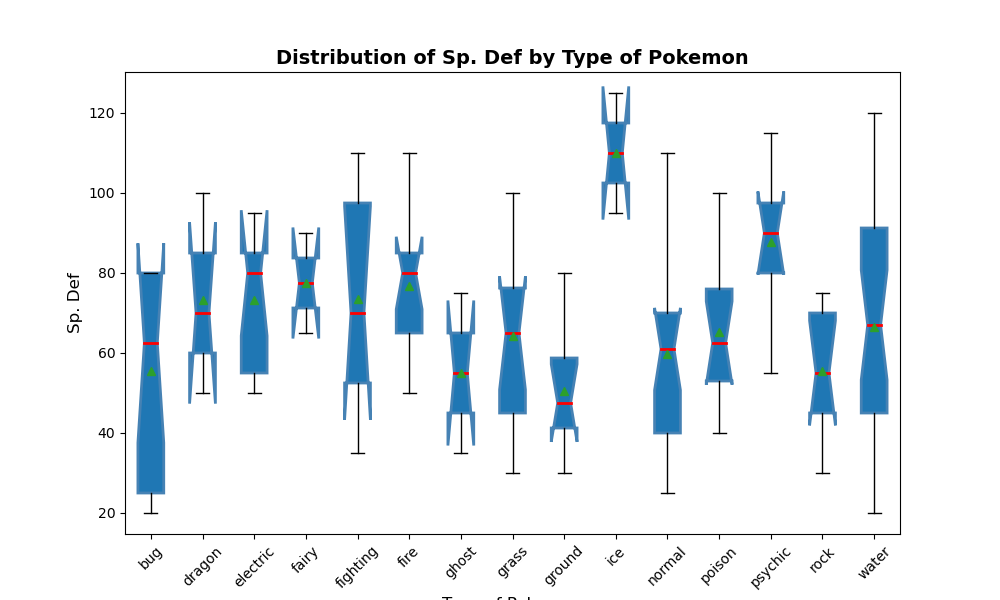 Distribution of Sp. Def by Type of Pokemon
Sp. Def
120
100
80
60
40
20
bug
dragon
electric
fairy
fighting
fire
ghost
grass
ground
ice
normal
poison
psychic
rock
water